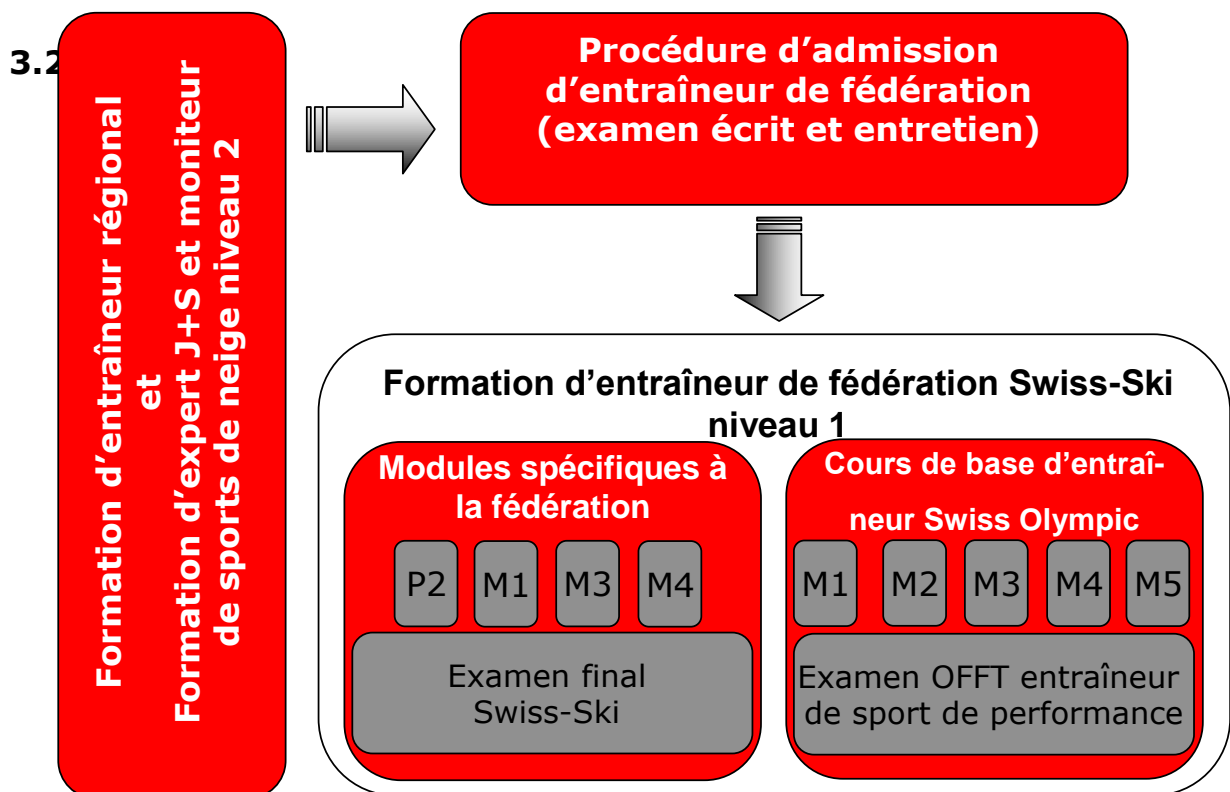 3.2
Formation d’entraîneur régional
et
Formation d’expert J+S et moniteur
de sports de neige niveau 2
Procédure d’admission
d’entraîneur de fédération
(examen écrit et entretien)
Formation d’entraîneur de fédération Swiss-Ski
niveau 1
Modules spécifiques à
la fédération
P2 M1 M3 M4
Examen final
Swiss-Ski
Cours de base d’entraî-
neur Swiss Olympic
M1 M2 M3 M4 M5
Examen OFFT entraîneur
de sport de performance